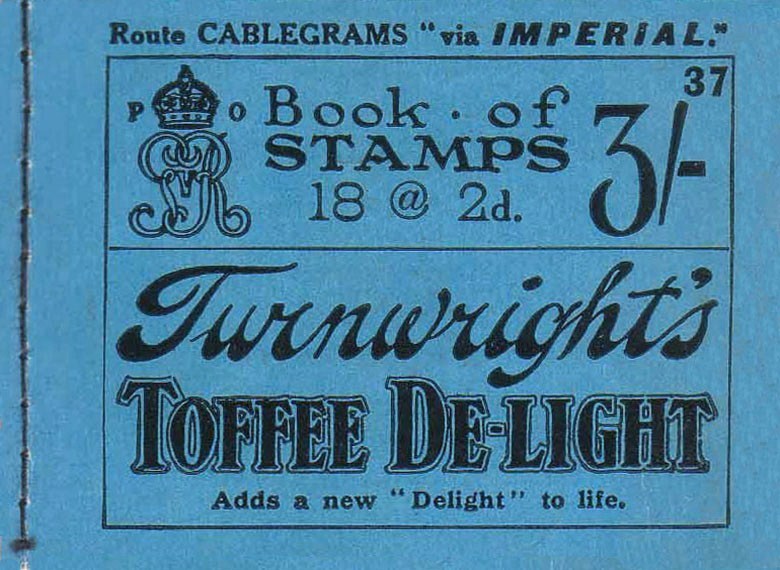 Route CABLEGRAMS "via IMPERIAL."
37
P O Book · of 3/-
STAMPS
18 @ 2d.
Turnwright's
TOFFEE DE-LIGHT
Adds a new "Delight" to life.